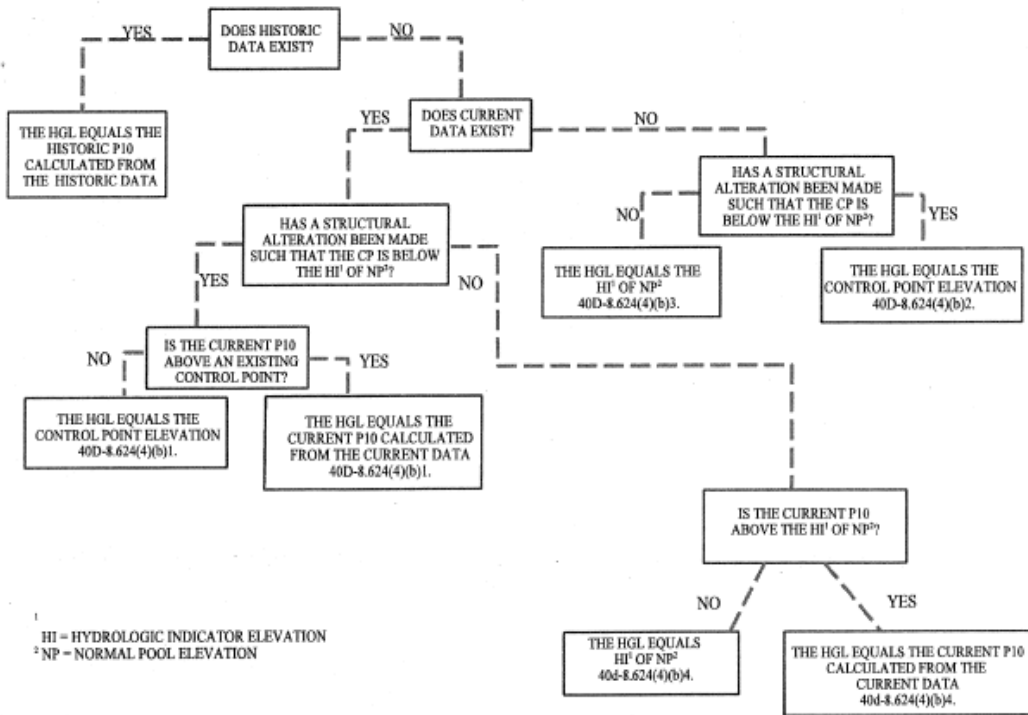 DOES HISTORIC
DATA EXIST?
YES
NO
THE HGL EQUALS THE
HISTORIC P10
CALCULATED FROM
THE HISTORIC DATA
DOES CURRENT
DATA EXIST?
YES
NO
HAS A STRUCTURAL
ALTERATION BEEN MADE
SUCH THAT THE CP IS
BELOW THE HI¹ OF NP²?
NO
YES
THE HGL EQUALS THE
HI¹ OF NP²
40D-8.624(4)(b)3.
THE HGL EQUALS THE
CONTROL POINT ELEVATION
40D-8.624(4)(b)2.
HAS A STRUCTURAL
ALTERATION BEEN MADE
SUCH THAT THE CP IS BELOW
THE HI¹ OF NP²?
YES
NO
IS THE CURRENT P10
ABOVE AN EXISTING
CONTROL POINT?
NO
YES
THE HGL EQUALS THE
CONTROL POINT ELEVATION
40D-8.624(4)(b)1.
THE HGL EQUALS THE
CURRENT P10 CALCULATED
FROM THE CURRENT DATA
40D-8.624(4)(b)1.
IS THE CURRENT P10
ABOVE THE HI¹ OF NP²?
NO
YES
THE HGL EQUALS
HI¹ OF NP²
40d-8.624(4)(b)4.
THE HGL EQUALS THE CURRENT P10
CALCULATED FROM THE
CURRENT DATA
40d-8.624(4)(b)4.
¹
HI = HYDROLOGIC INDICATOR ELEVATION
² NP = NORMAL POOL ELEVATION